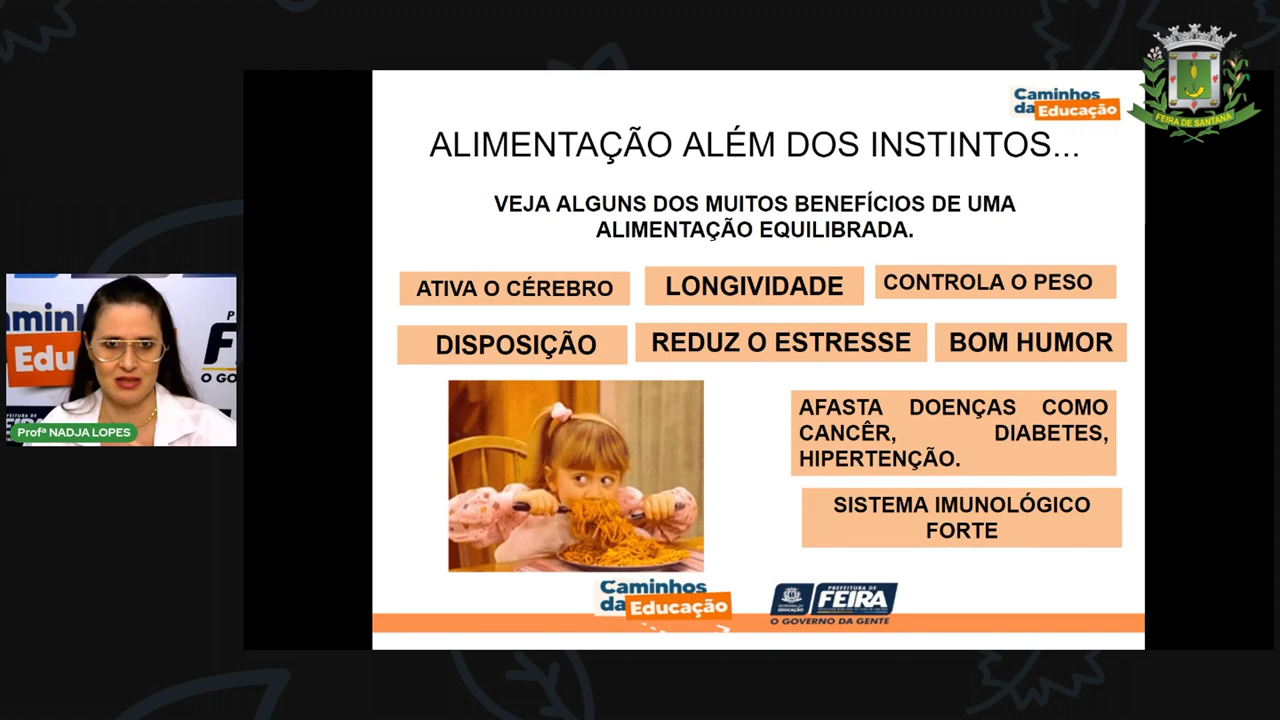 FEIRA DE SANTANA
Caminhos
da Educação
ALIMENTAÇÃO ALÉM DOS INSTINTOS...
VEJA ALGUNS DOS MUITOS BENEFÍCIOS DE UMA
ALIMENTAÇÃO EQUILIBRADA.
ATIVA O CÉREBRO
LONGIVIDADE
CONTROLA O PESO
DISPOSIÇÃO
REDUZ O ESTRESSE
BOM HUMOR
AFASTA DOENÇAS COMO
CANCÊR, DIABETES,
HIPERTENÇÃO.
SISTEMA IMUNOLÓGICO
FORTE
Profª NADJA LOPES
Caminhos
da Educação
PREFEITURA DE
FEIRA
O GOVERNO DA GENTE